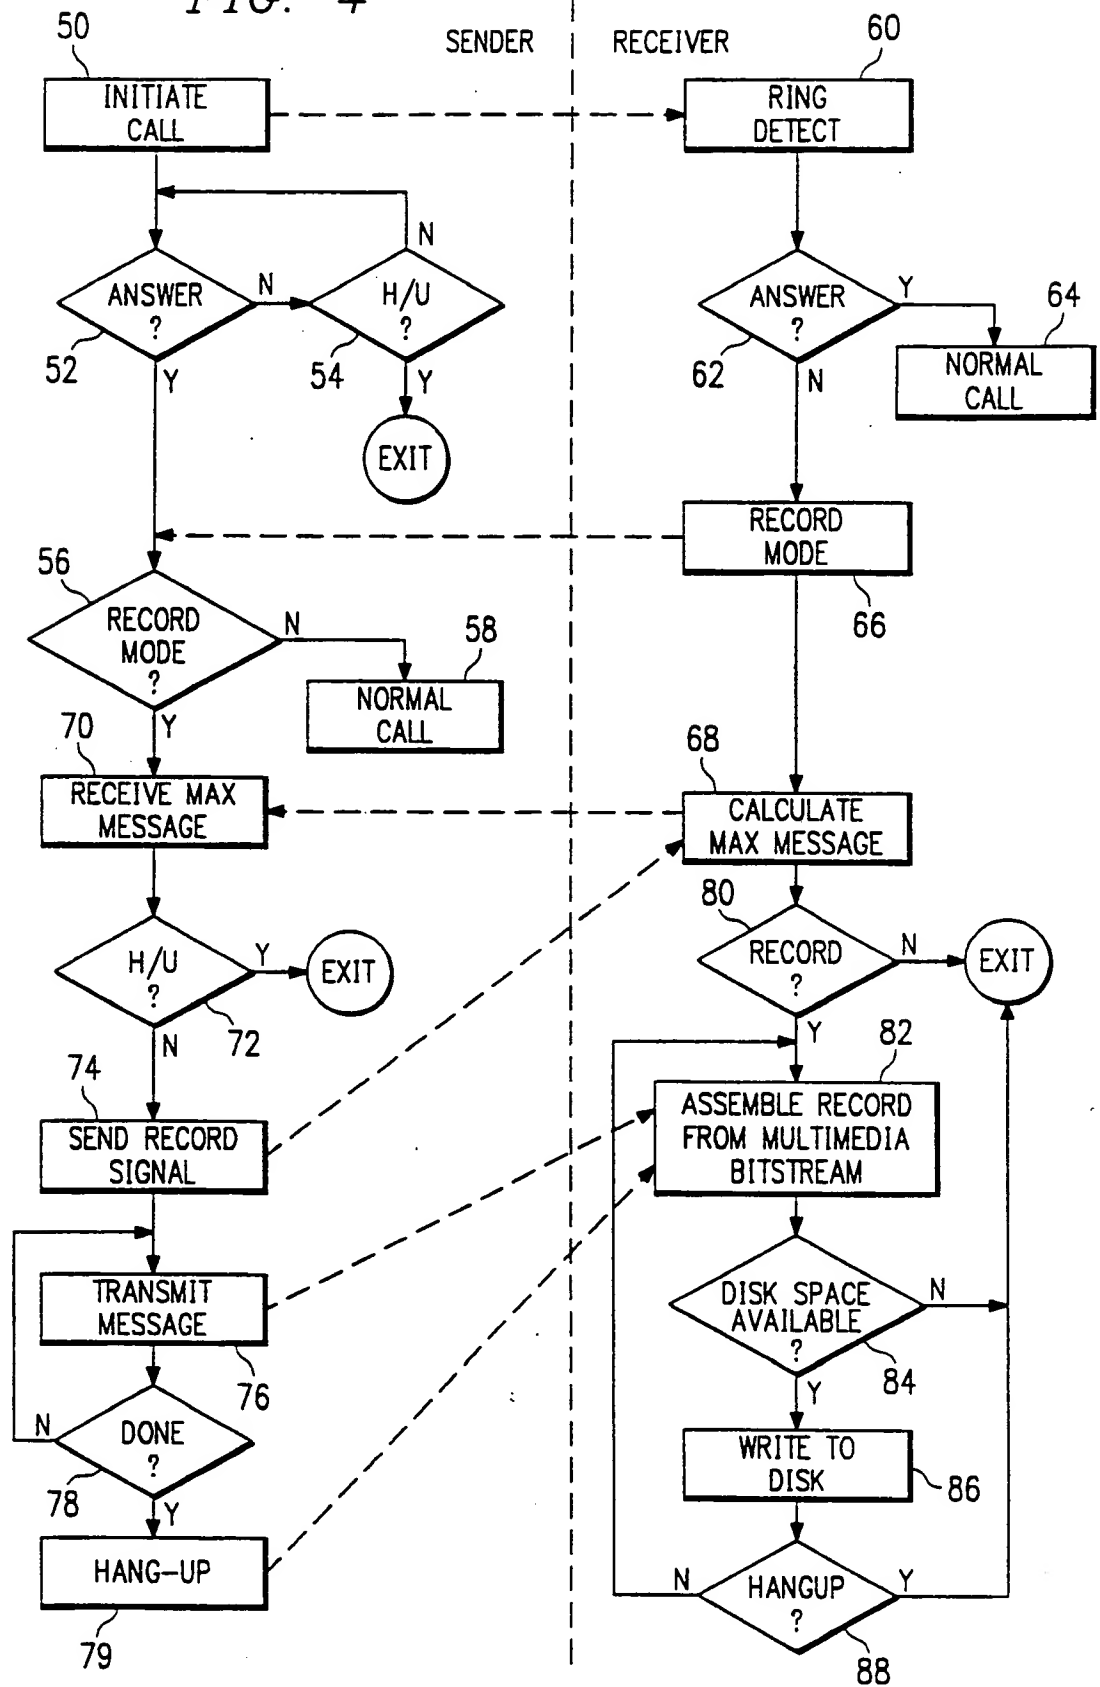 FIG. 4
SENDER
RECEIVER
50
INITIATE
CALL
60
RING
DETECT
N
ANSWER
?
N
H/U
?
52
Y
54
Y
EXIT
ANSWER
?
Y
64
62
N
NORMAL
CALL
RECORD
MODE
66
56
RECORD
MODE
?
N
58
NORMAL
CALL
Y
70
RECEIVE MAX
MESSAGE
68
CALCULATE
MAX MESSAGE
80
RECORD
?
N
EXIT
Y
H/U
?
Y
EXIT
72
N
74
SEND RECORD
SIGNAL
82
ASSEMBLE RECORD
FROM MULTIMEDIA
BITSTREAM
TRANSMIT
MESSAGE
76
DISK SPACE
AVAILABLE
?
N
84
Y
N
DONE
?
78
Y
WRITE TO
DISK
86
HANG-UP
79
N
HANGUP
?
Y
88